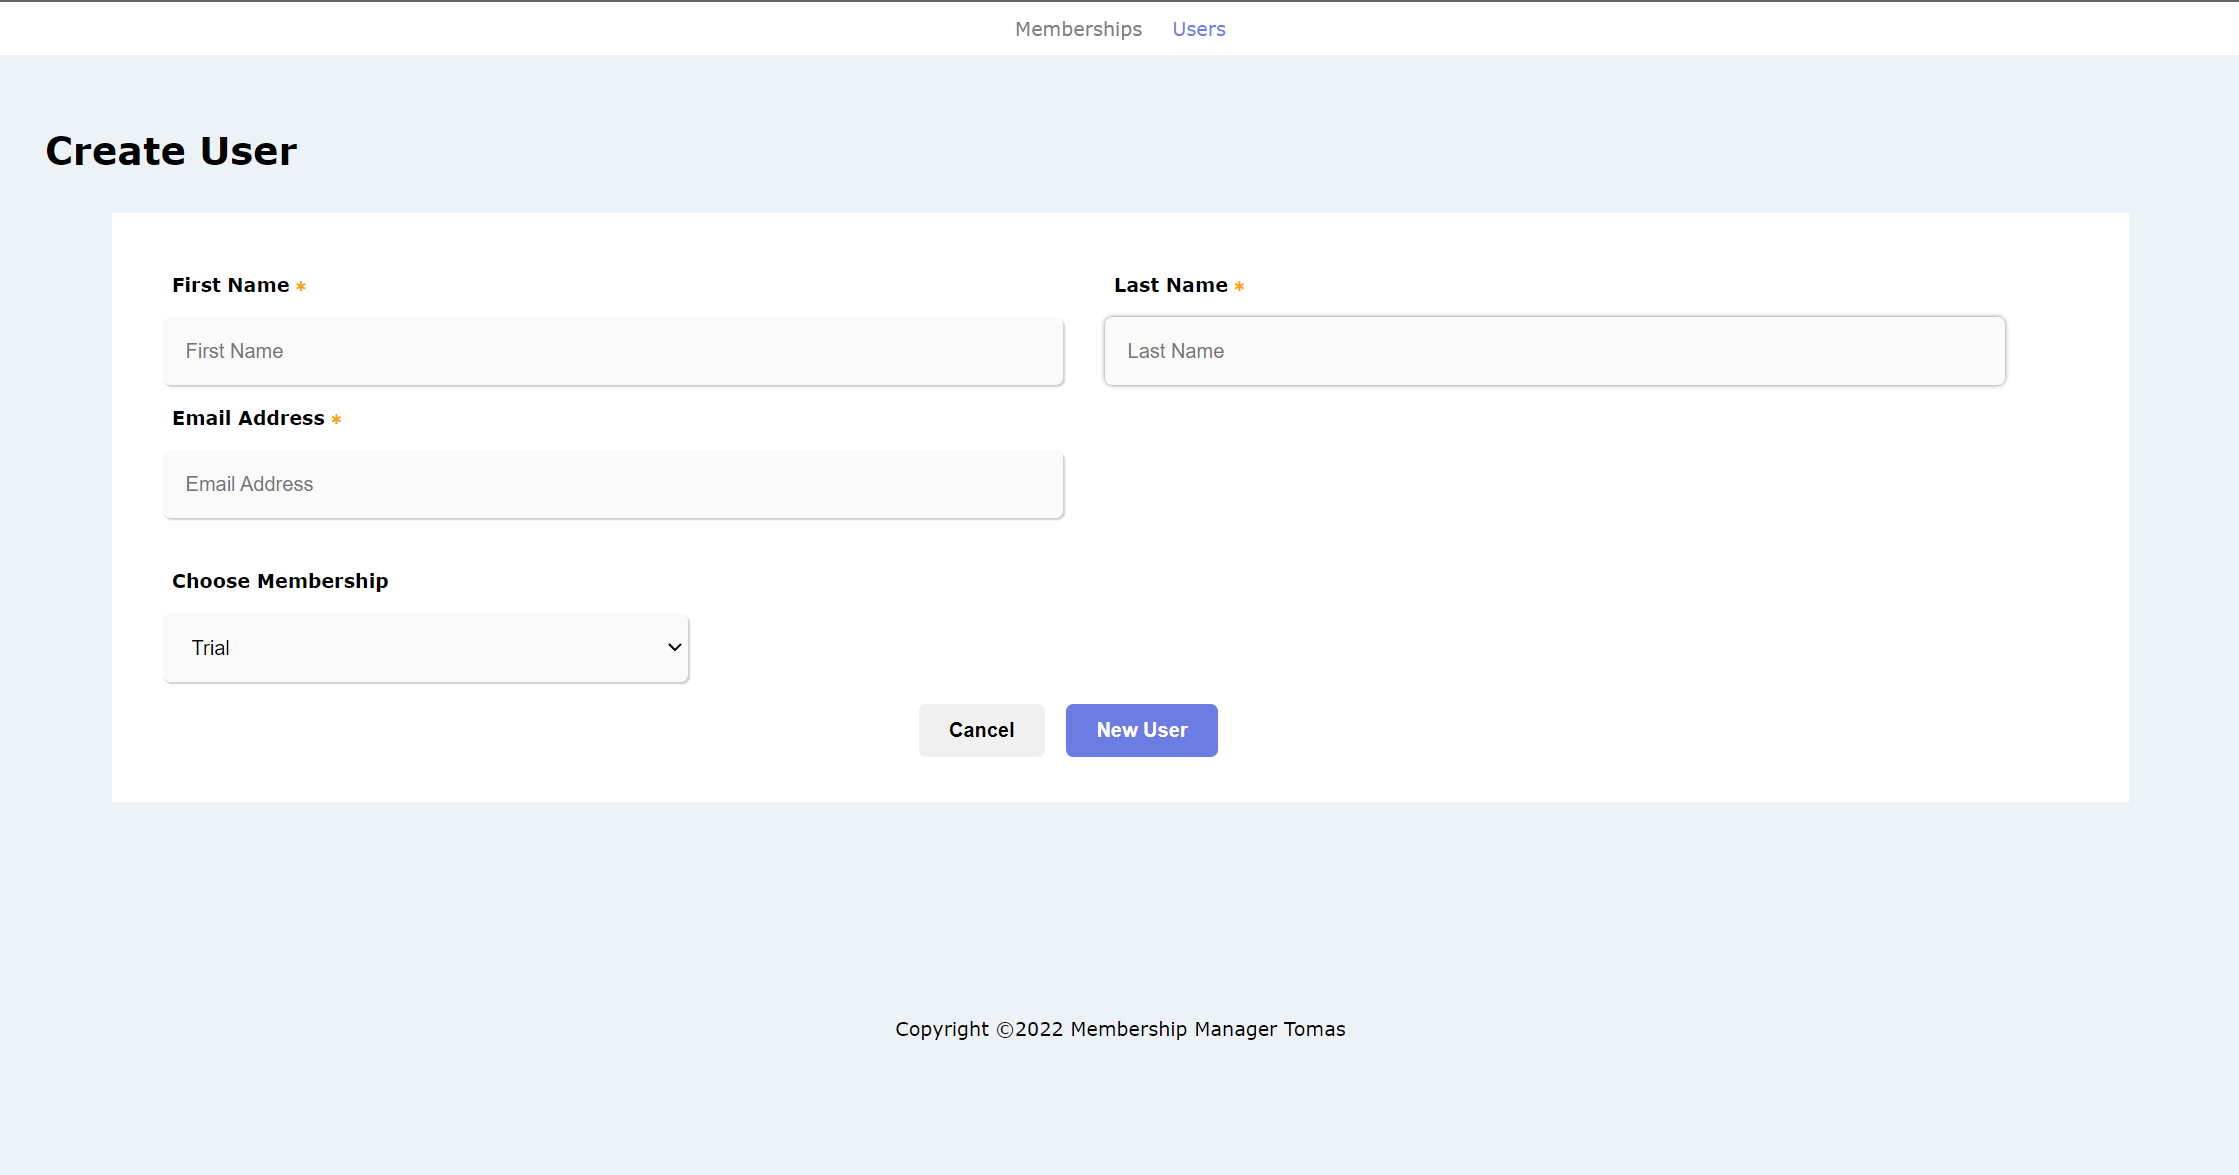 Memberships Users
Create User
First Name *
Last Name *
First Name
Last Name
Email Address *
Email Address
Choose Membership
Trial
Cancel
New User
Copyright ©2022 Membership Manager Tomas